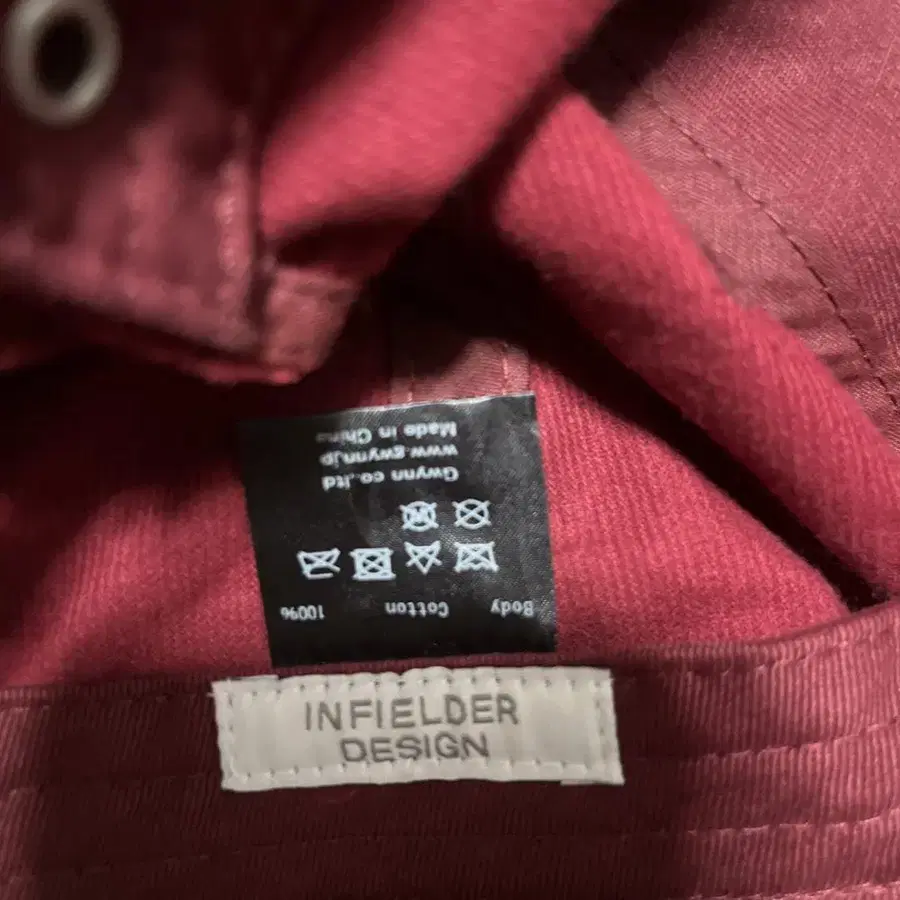 Body Cotton 100%
Gwynn co.,ltd
www.gwynn.jp
Made in China
INFIELDER
DESIGN